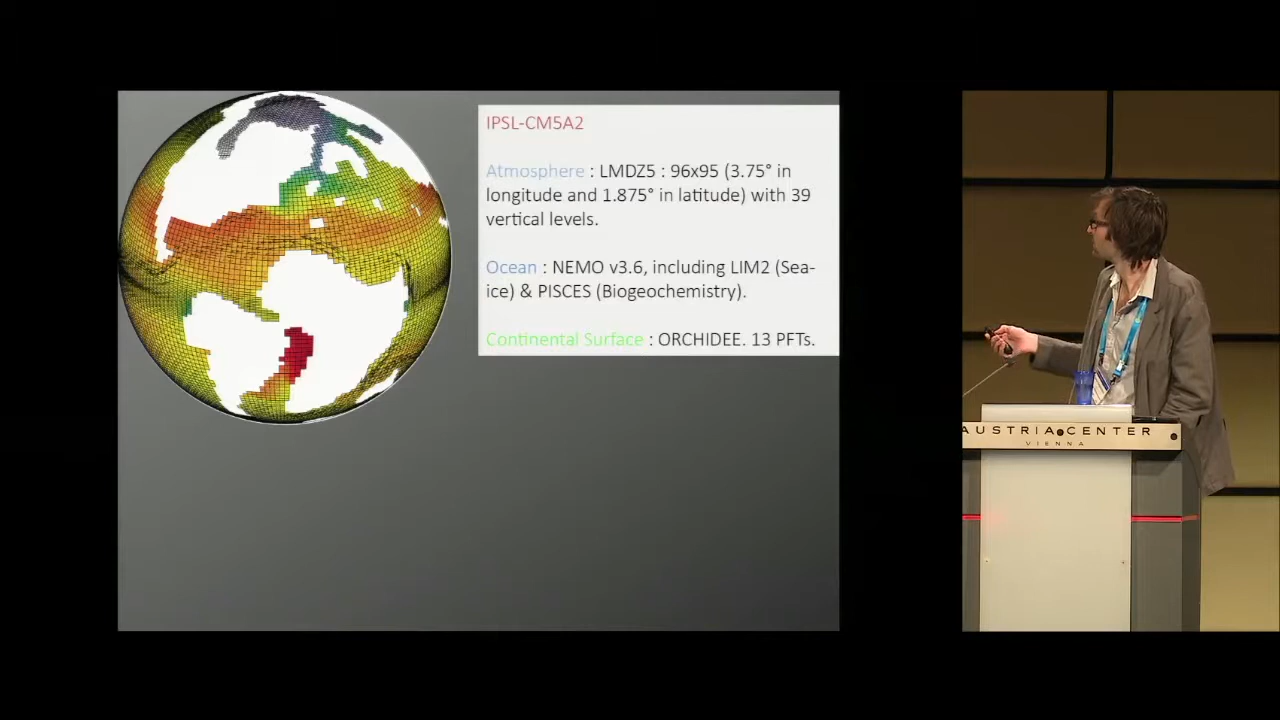 IPSL-CM5A2
Atmosphere : LMDZ5 : 96x95 (3.75° in
longitude and 1.875° in latitude) with 39
vertical levels.
Ocean : NEMO v3.6, including LIM2 (Sea-
ice) & PISCES (Biogeochemistry).
Continental Surface : ORCHIDEE. 13 PFTs.
AUSTRIA CENTER
VIENNA